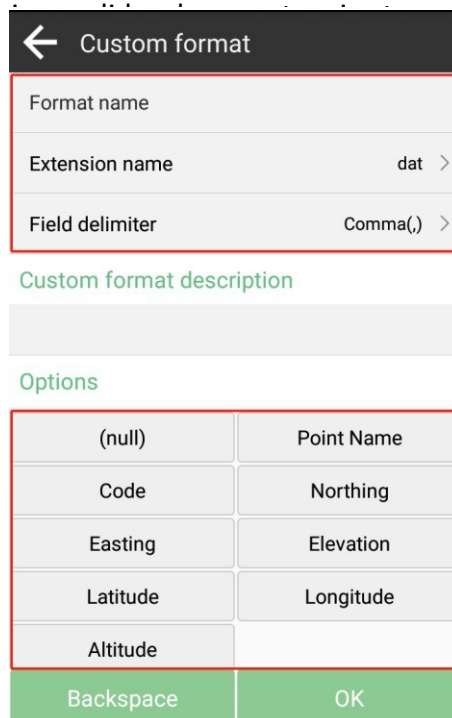 Custom format
Format name
Extension name dat >
Field delimiter Comma(,) >
Custom format description
Options
(null) Point Name
Code Northing
Easting Elevation
Latitude Longitude
Altitude
Backspace OK